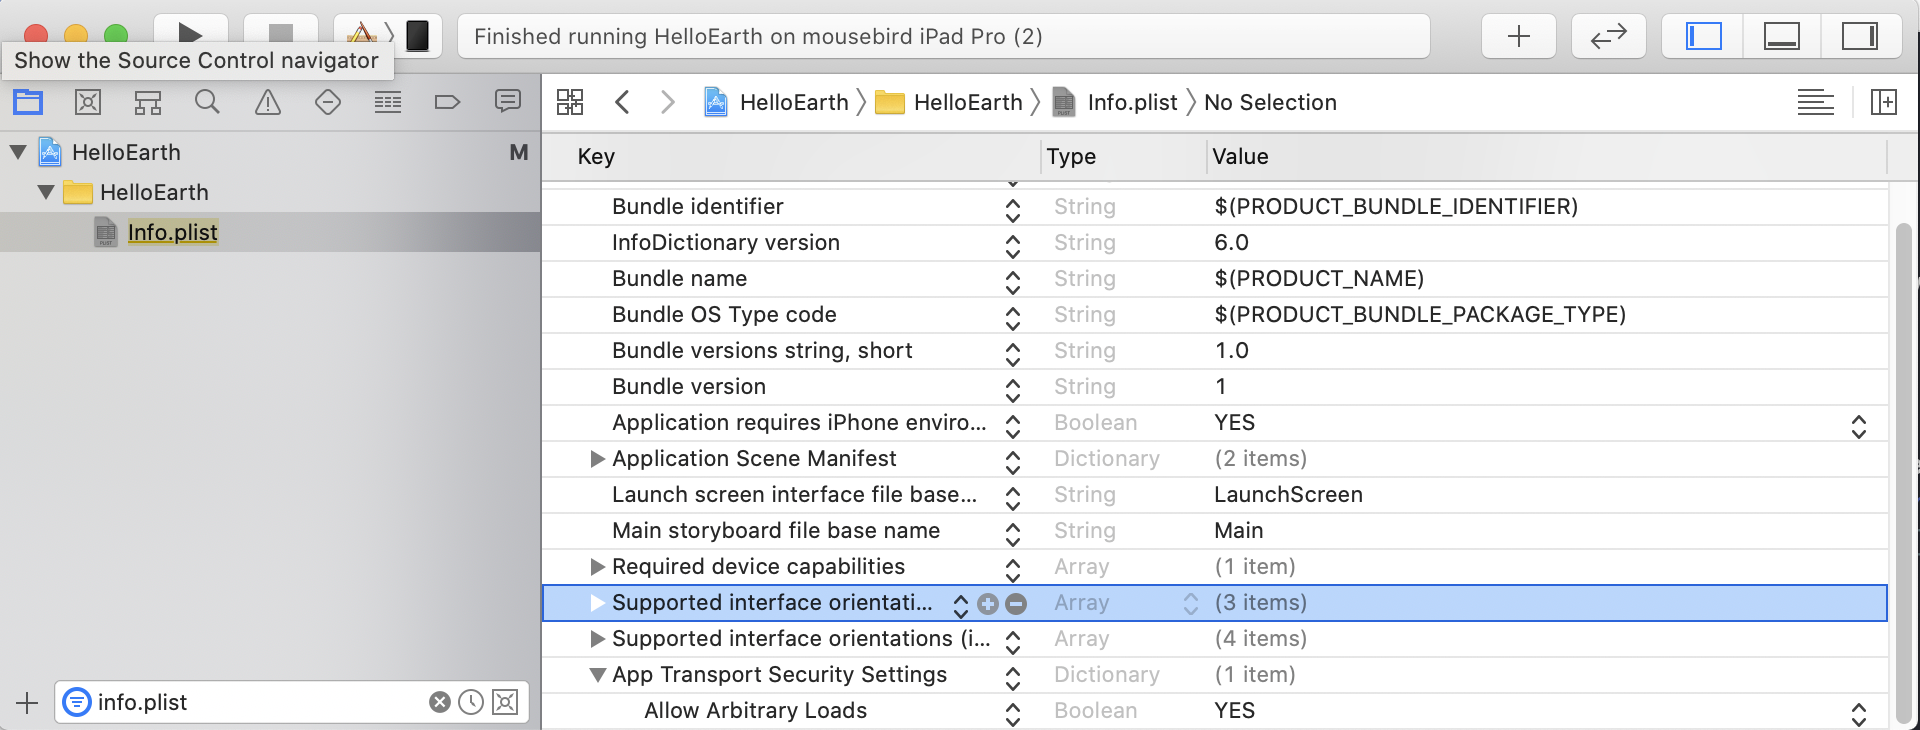 Finished running HelloEarth on mousebird iPad Pro (2)
Show the Source Control navigator
HelloEarth HelloEarth Info.plist No Selection
HelloEarth M
HelloEarth
Info.plist
info.plist
Key Type Value
Bundle identifier String $(PRODUCT_BUNDLE_IDENTIFIER)
InfoDictionary version String 6.0
Bundle name String $(PRODUCT_NAME)
Bundle OS Type code String $(PRODUCT_BUNDLE_PACKAGE_TYPE)
Bundle versions string, short String 1.0
Bundle version String 1
Application requires iPhone enviro... Boolean YES
Application Scene Manifest Dictionary (2 items)
Launch screen interface file base... String LaunchScreen
Main storyboard file base name String Main
Required device capabilities Array (1 item)
Supported interface orientati... Array (3 items)
Supported interface orientations (i... Array (4 items)
App Transport Security Settings Dictionary (1 item)
Allow Arbitrary Loads Boolean YES